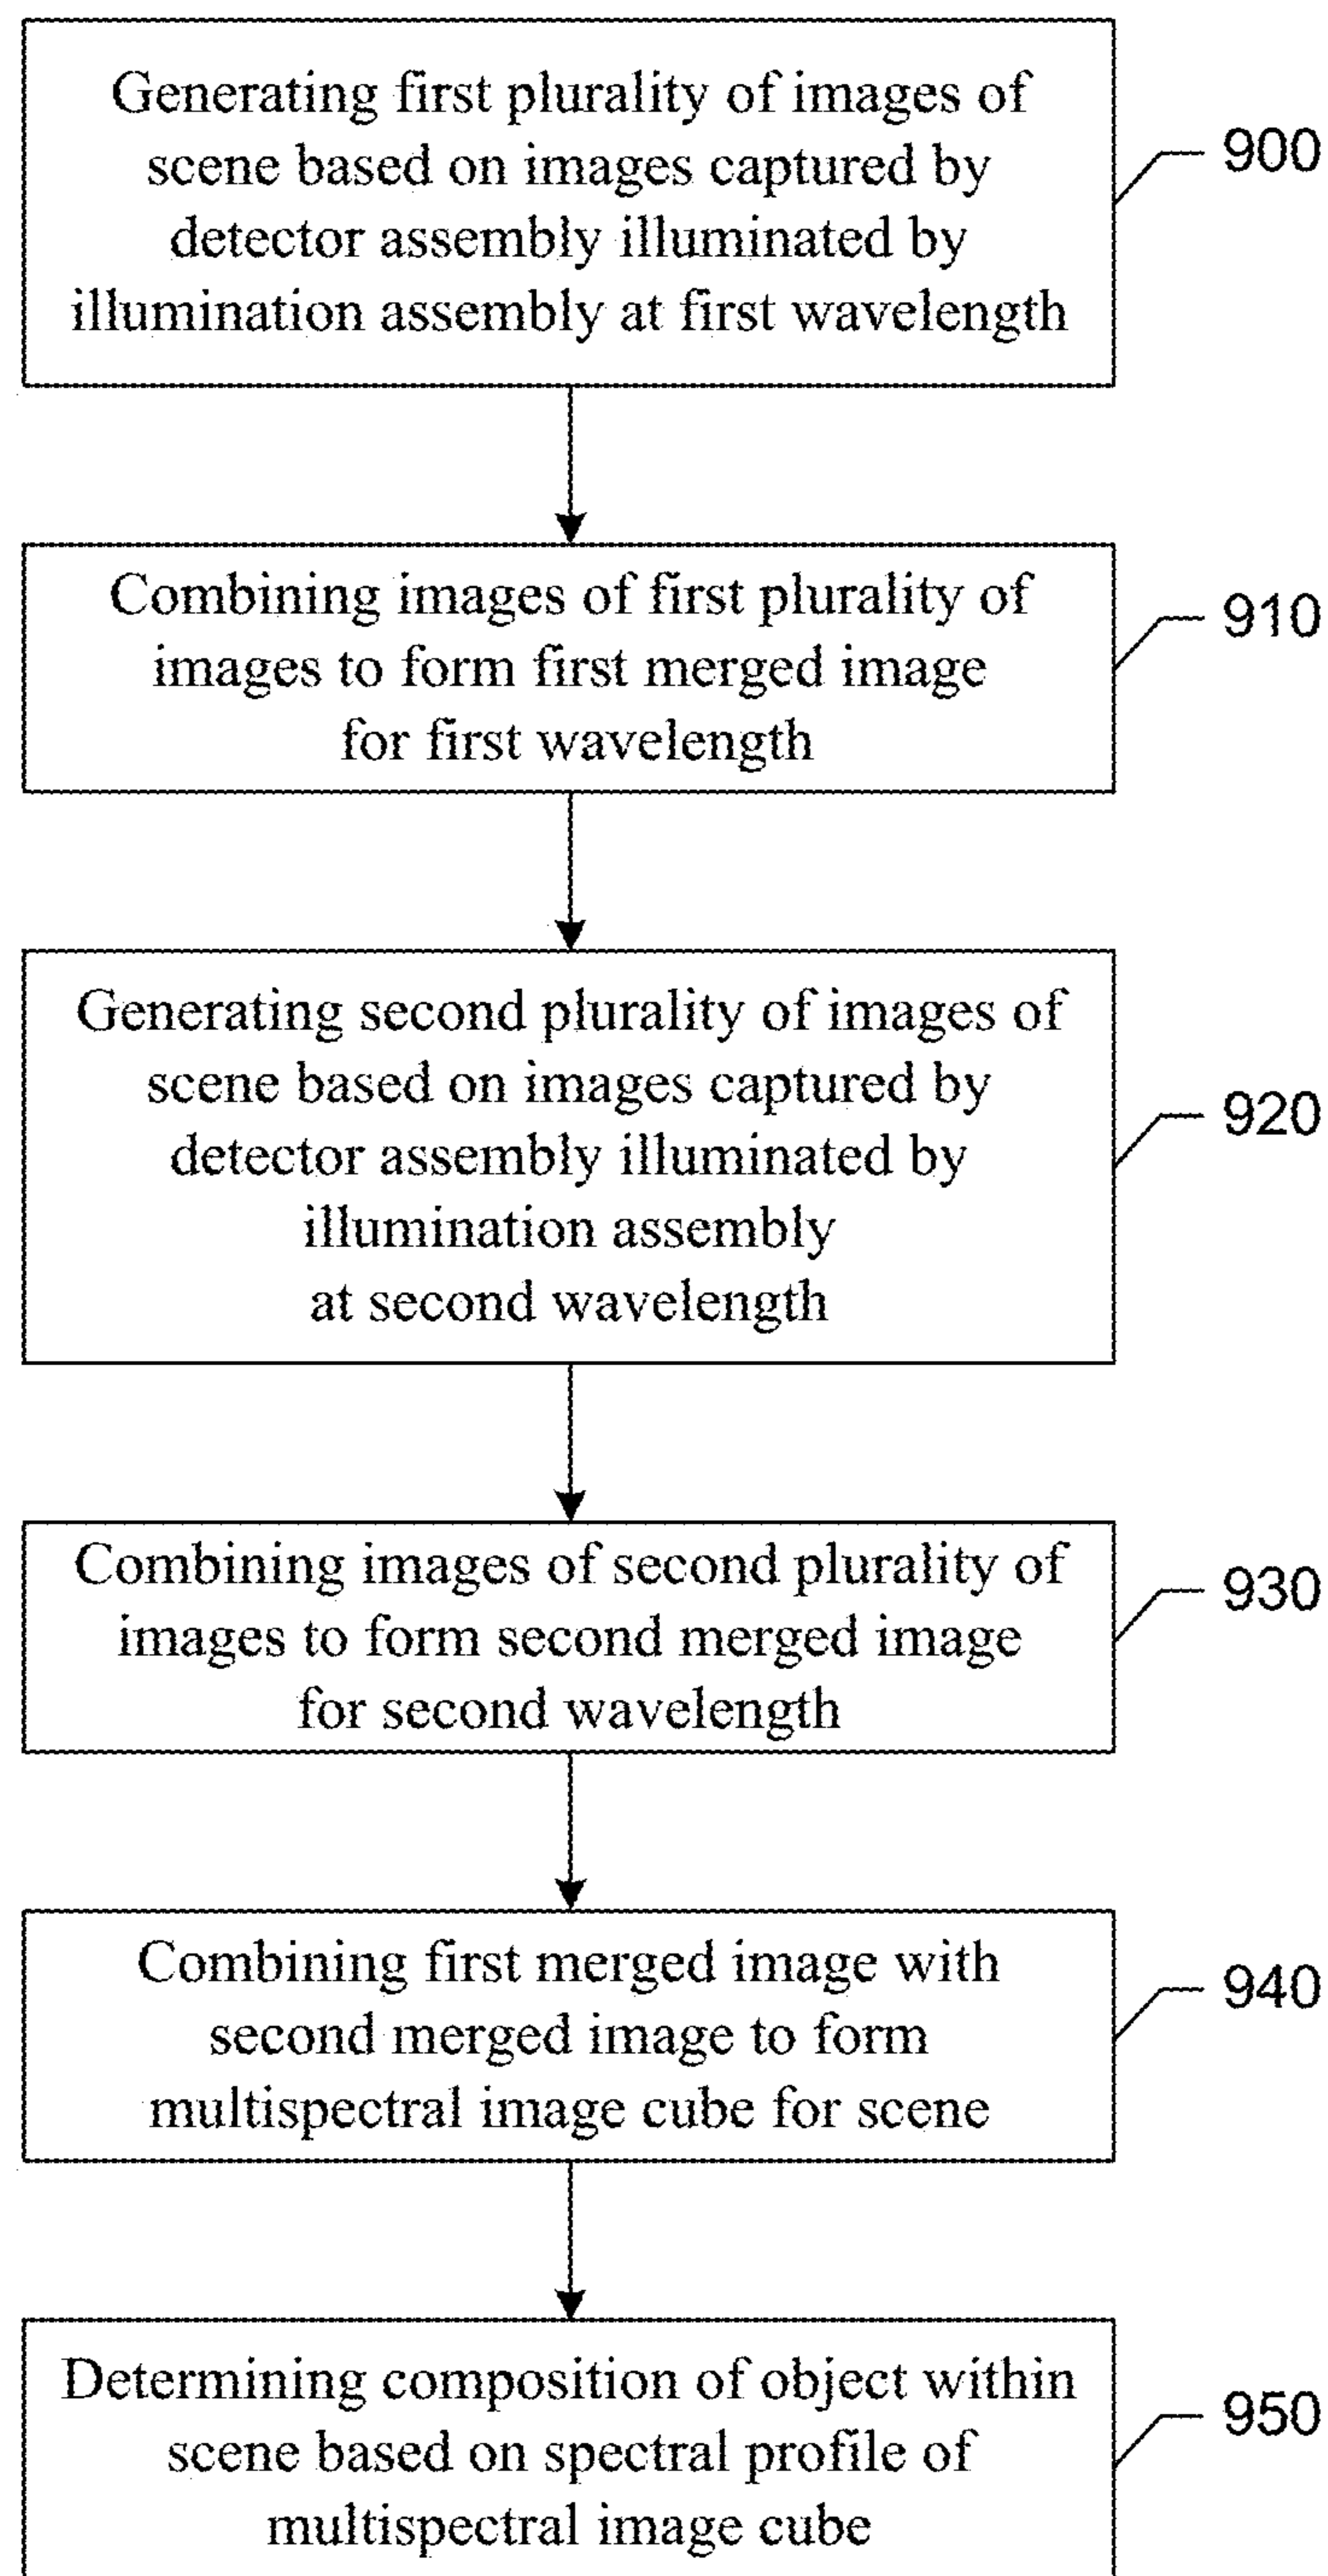 Generating first plurality of images of
scene based on images captured by
detector assembly illuminated by
illumination assembly at first wavelength
900
Combining images of first plurality of
images to form first merged image
for first wavelength
910
Generating second plurality of images of
scene based on images captured by
detector assembly illuminated by
illumination assembly
at second wavelength
920
Combining images of second plurality of
images to form second merged image
for second wavelength
930
Combining first merged image with
second merged image to form
multispectral image cube for scene
940
Determining composition of object within
scene based on spectral profile of
multispectral image cube
950